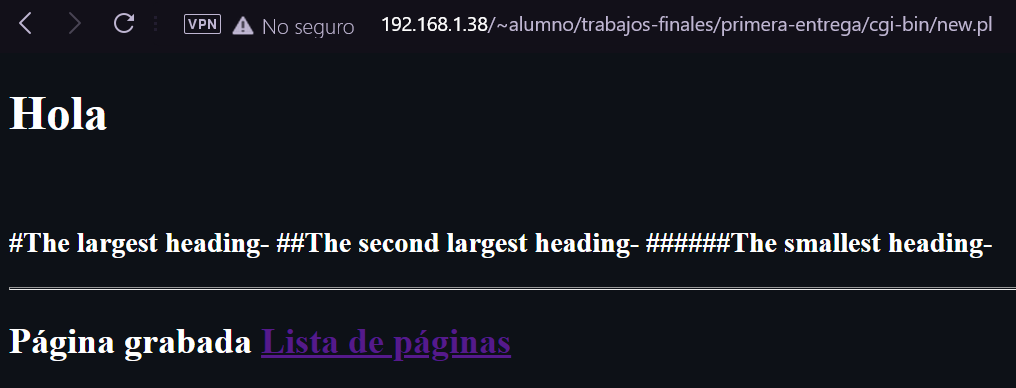 VPN No seguro 192.168.1.38/~alumno/trabajos-finales/primera-entrega/cgi-bin/new.pl
Hola
#The largest heading- ##The second largest heading- ######The smallest heading-
Página grabada Lista de páginas